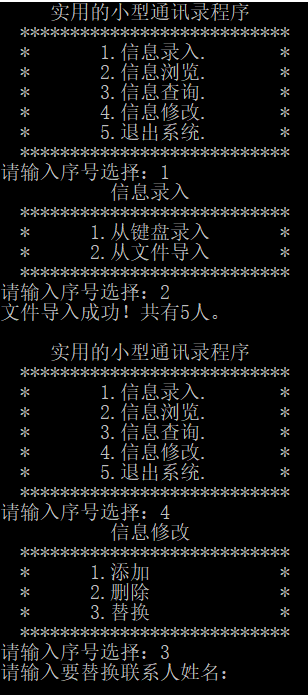 实用的小型通讯录程序
***************************
* 1.信息录入. *
* 2.信息浏览. *
* 3.信息查询. *
* 4.信息修改. *
* 5.退出系统. *
***************************
请输入序号选择：1
信息录入
***************************
* 1.从键盘录入 *
* 2.从文件导入 *
***************************
请输入序号选择：2
文件导入成功！共有5人。
实用的小型通讯录程序
***************************
* 1.信息录入. *
* 2.信息浏览. *
* 3.信息查询. *
* 4.信息修改. *
* 5.退出系统. *
***************************
请输入序号选择：4
信息修改
***************************
* 1.添加 *
* 2.删除 *
* 3.替换 *
***************************
请输入序号选择：3
请输入要替换联系人姓名：